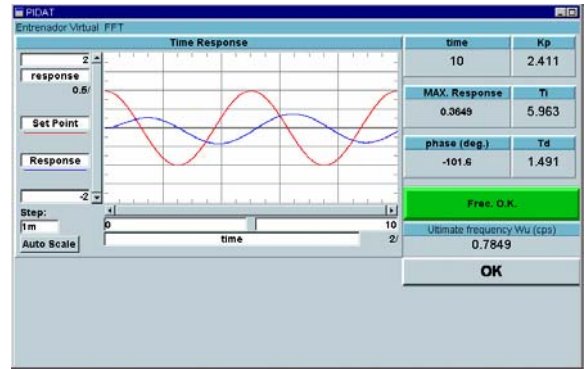 PIDAT
Entrenador Virtual FFT
Time Response
2
response
0.5/
Set Point
Response
-2
Step:
1m
Auto Scale
0
10
time
2/
time
Kp
10
2.411
MAX. Response
Ti
0.3649
5.963
phase (deg.)
Td
-101.6
1.491
Frec. O.K.
Ultimate frequency Wu (cps)
0.7849
OK